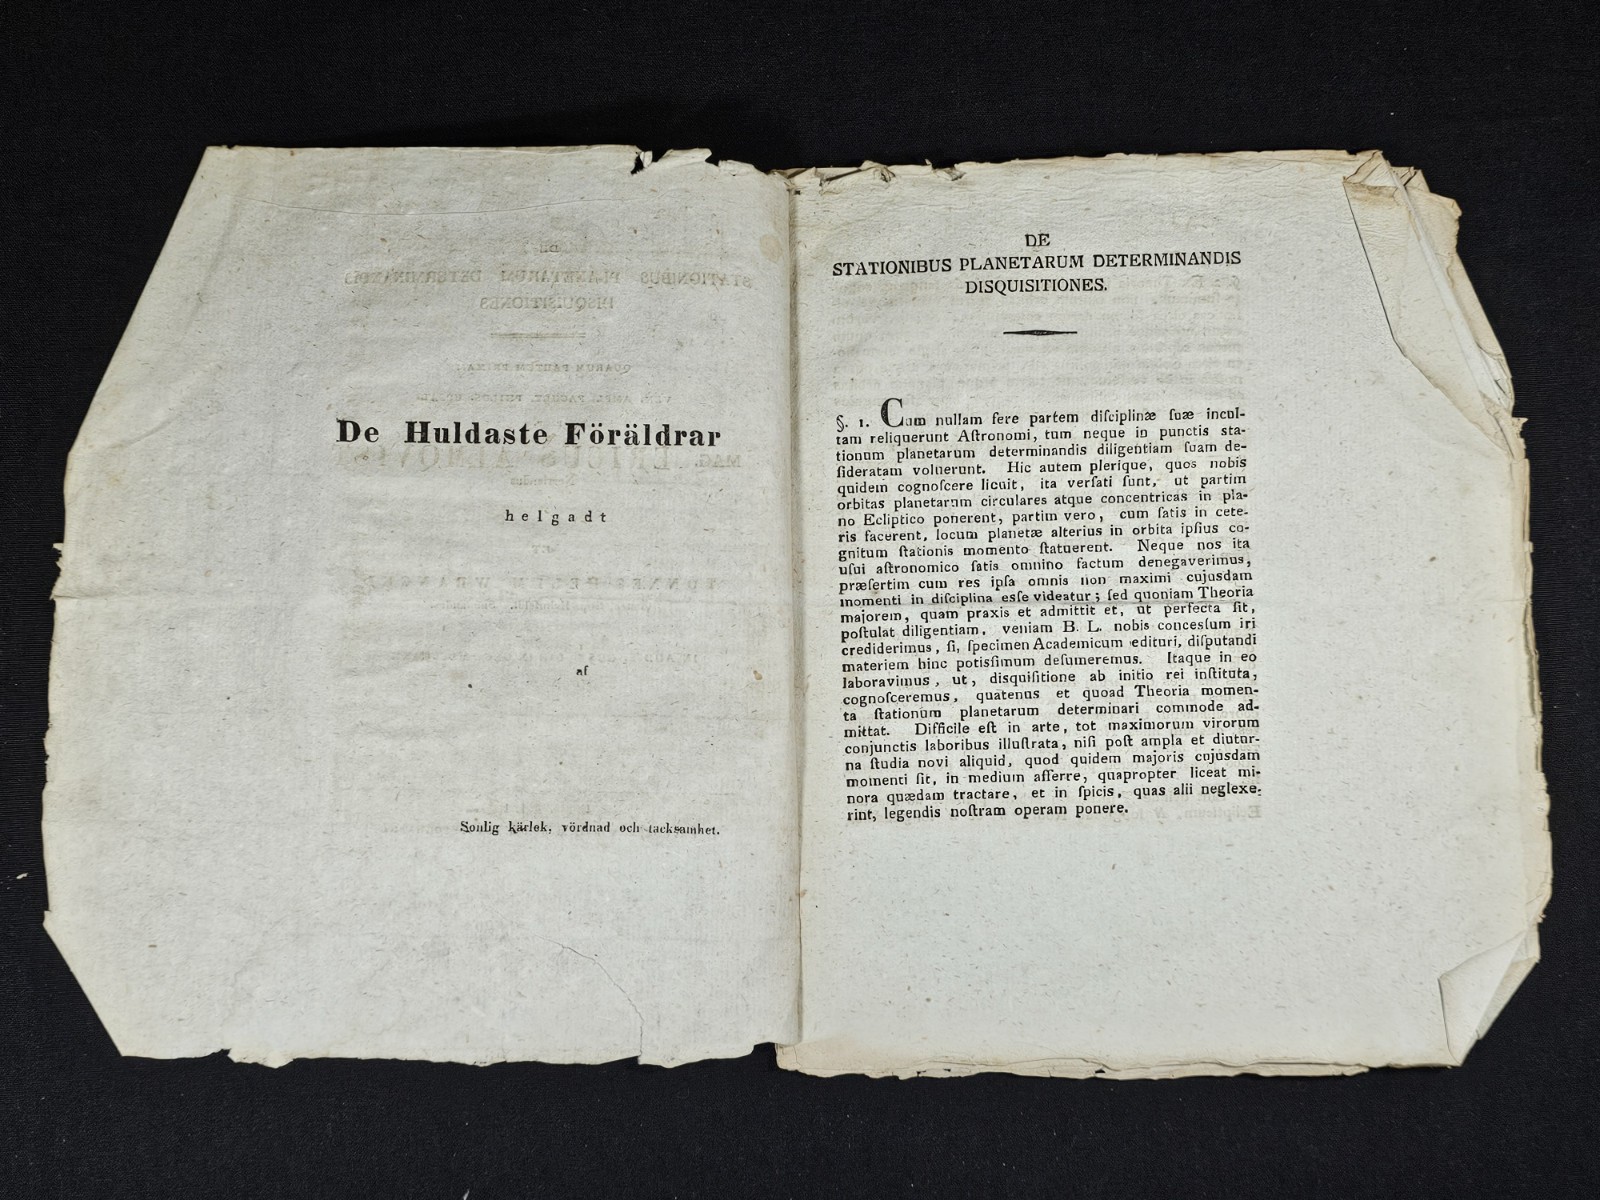 De Huldaste Föräldrar
helgadt
af
Sonlig kärlek, vördnad och tacksamhet.
DE
STATIONIBUS PLANETARUM DETERMINANDIS
DISQUISITIONES.
§. 1. Cum nullam fere partem diſciplinæ ſuæ incul-
tam reliquerunt Aſtronomi, tum neque in punctis sta-
tionum planetarum determinandis diligentiam ſuam de-
ſideratam voluerunt. Hic autem plerique, quos nobis
quidem cognoſcere licuit, ita verſati ſunt, ut partim
orbitas planetarum circulares atque concentricas in pla-
no Ecliptico ponerent, partim vero, cum ſatis in cete-
ris facerent, locum planetæ alterius in orbita ipſius co-
gnitum ſtationis momento ſtatuerent. Neque nos ita
uſui aſtronomico ſatis omnino factum denegaverimus,
præſertim cum res ipſa omnis non maximi cujusdam
momenti in diſciplina esſe videatur; ſed quoniam Theoria
majorem, quam praxis et admittit et, ut perfecta ſit,
poſtulat diligentiam, veniam B. L. nobis concesſum iri
crediderimus, ſi, ſpecimen Academicum edituri, diſputandi
materiem hinc potisſimum deſumeremus. Itaque in eo
laboravimus, ut, disquiſitione ab initio rei inſtituta,
cognoſceremus, quatenus et quoad Theoria momen-
ta ſtationum planetarum determinari commode ad-
mittat. Difficile eſt in arte, tot maximorum virorum
conjunctis laboribus illuſtrata, niſi poſt ampla et diutur-
na ſtudia novi aliquid, quod quidem majoris cujusdam
momenti ſit, in medium afferre, quapropter liceat mi-
nora quædam tractare, et in ſpicis, quas alii neglexe-
rint, legendis noſtram operam ponere.